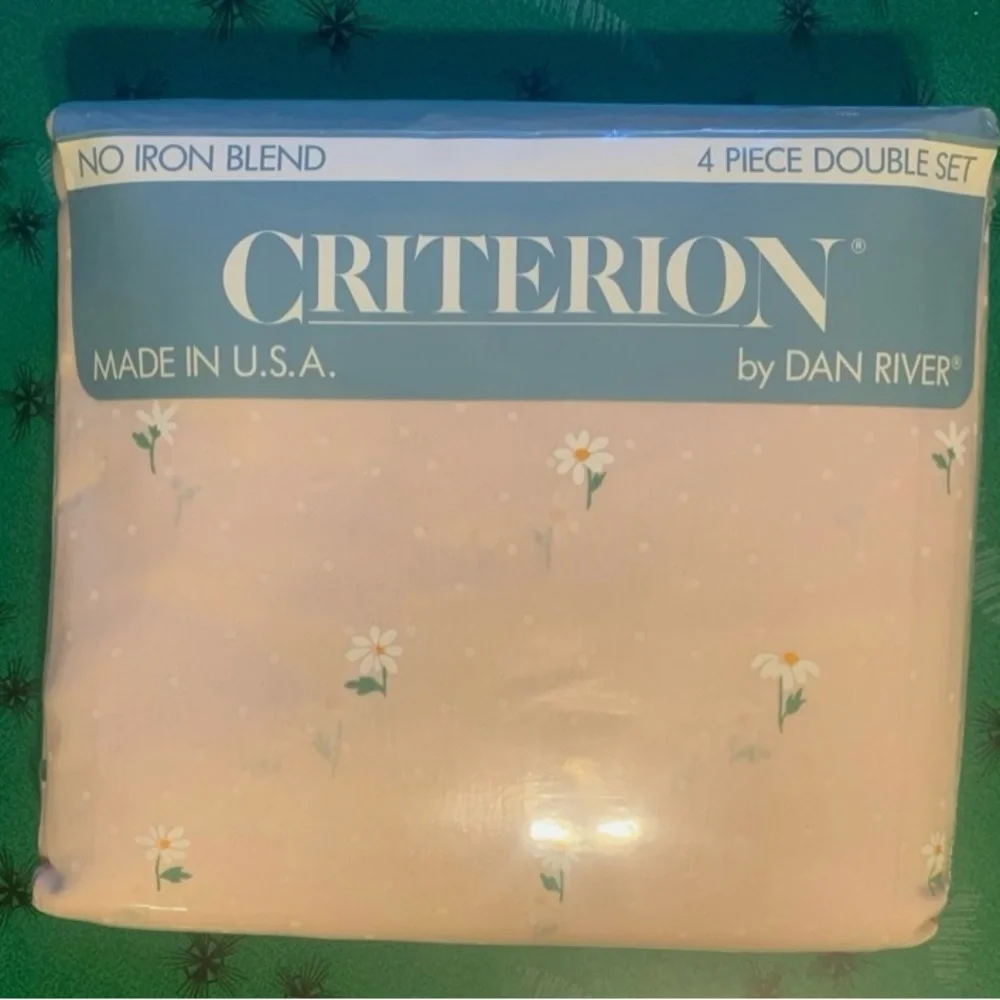 NO IRON BLEND 4 PIECE DOUBLE SET
CRITERION®
MADE IN U.S.A. by DAN RIVER®